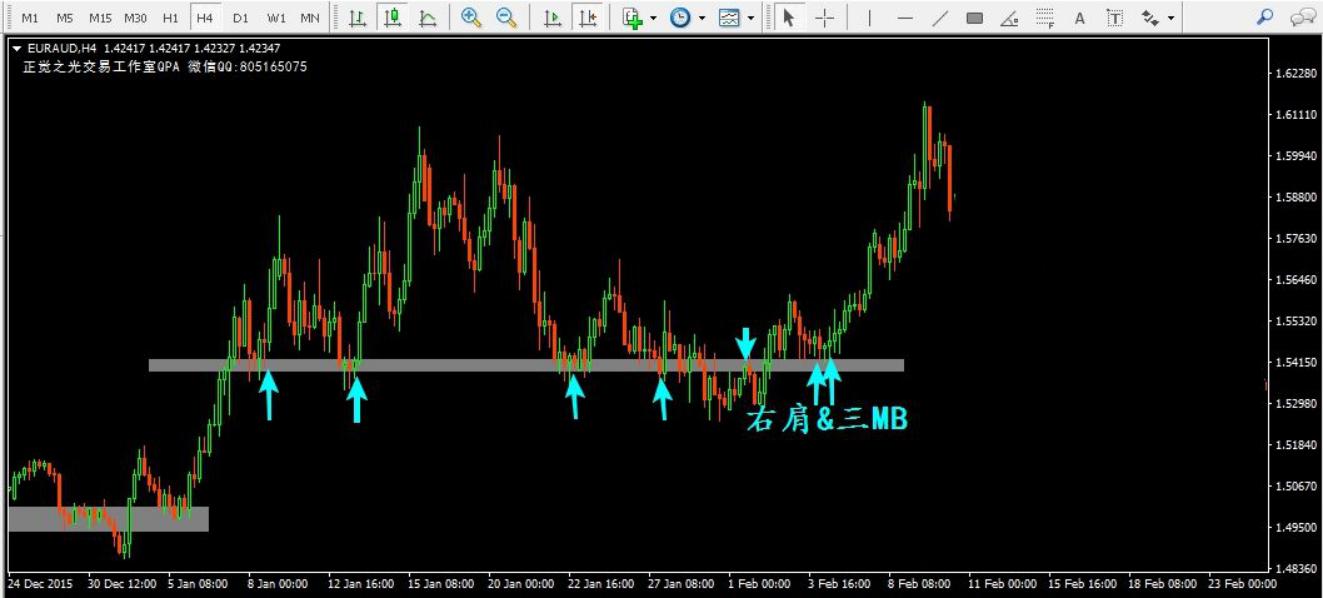 M1 M5 M15 M30 H1 H4 D1 W1 MN
EURAUD,H4 1.42417 1.42417 1.42327 1.42347
正觉之光交易工作室QPA 微信QQ:805165075
1.62280
1.61110
1.59940
1.58800
1.57630
1.56460
1.55320
1.54150
1.52980
右肩&三MB
1.51840
1.50670
1.49500
1.48360
24 Dec 2015 30 Dec 12:00 5 Jan 08:00 8 Jan 00:00 12 Jan 16:00 15 Jan 08:00 20 Jan 00:00 22 Jan 16:00 27 Jan 08:00 1 Feb 00:00 3 Feb 16:00 8 Feb 08:00 11 Feb 00:00 15 Feb 16:00 18 Feb 08:00 23 Feb 00:00